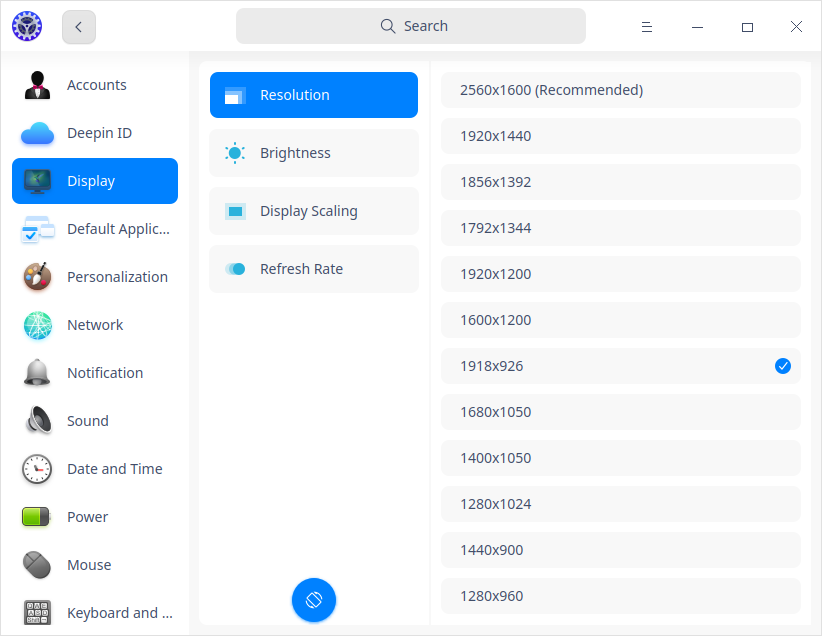 Search
Accounts
Deepin ID
Display
Default Applic...
Personalization
Network
Notification
Sound
Date and Time
Power
Mouse
Keyboard and ...
Resolution
Brightness
Display Scaling
Refresh Rate
2560x1600 (Recommended)
1920x1440
1856x1392
1792x1344
1920x1200
1600x1200
1918x926
1680x1050
1400x1050
1280x1024
1440x900
1280x960